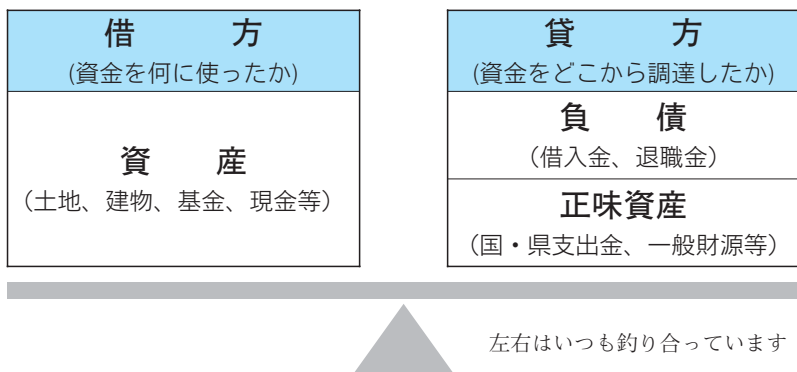 借　方
(資金を何に使ったか)
資　産
（土地、建物、基金、現金等）
貸　方
(資金をどこから調達したか)
負　債
（借入金、退職金）
正味資産
（国・県支出金、一般財源等）
左右はいつも釣り合っています